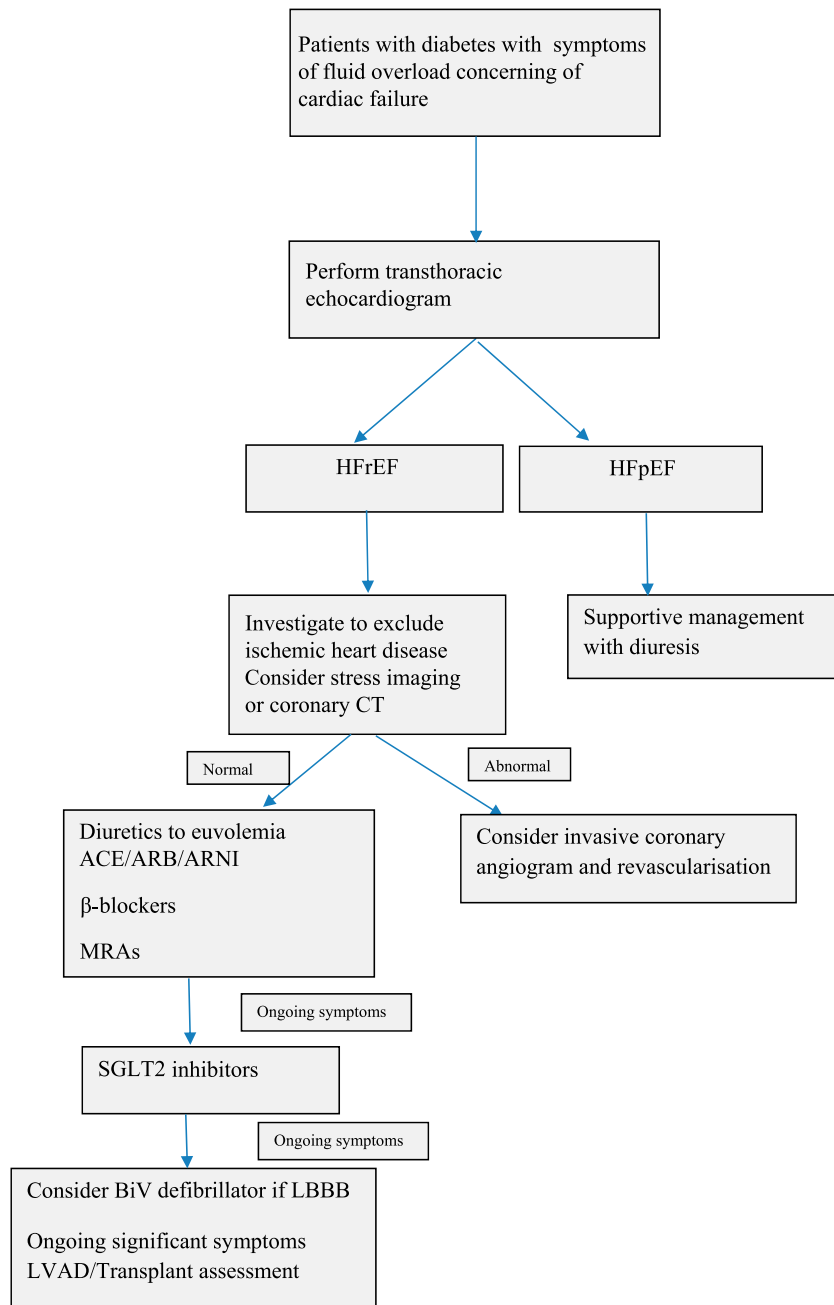 Patients with diabetes with symptoms
of fluid overload concerning of
cardiac failure
Perform transthoracic
echocardiogram
HFrEF
HFpEF
Investigate to exclude
ischemic heart disease
Consider stress imaging
or coronary CT
Supportive management
with diuresis
Normal
Abnormal
Diuretics to euvolemia
ACE/ARB/ARNI
β-blockers
MRAs
Consider invasive coronary
angiogram and revascularisation
Ongoing symptoms
SGLT2 inhibitors
Ongoing symptoms
Consider BiV defibrillator if LBBB
Ongoing significant symptoms
LVAD/Transplant assessment